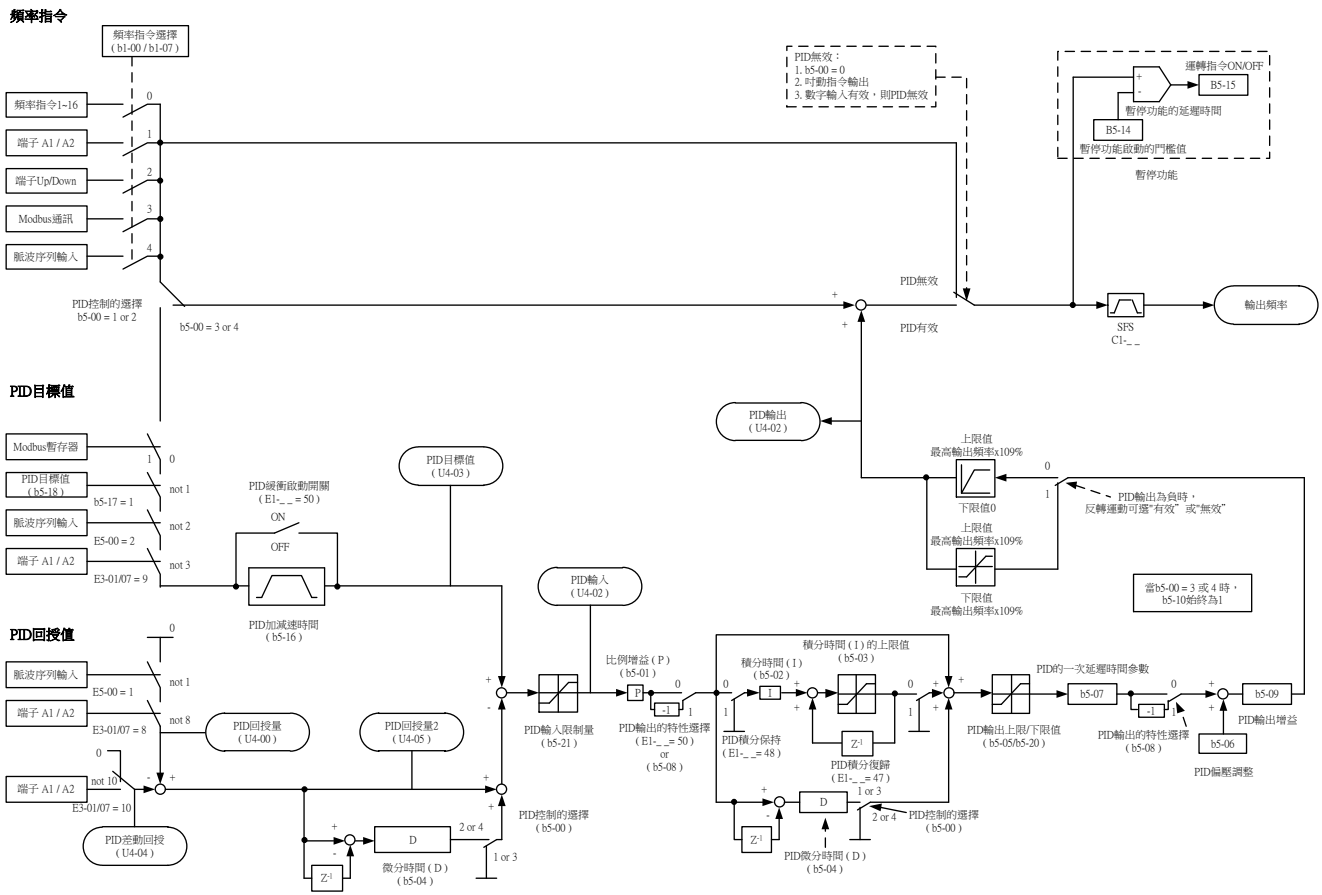 頻率指令
頻率指令選擇
( b1-00 / b1-07 )
頻率指令1~16
0
端子 A1 / A2
1
端子Up/Down
2
Modbus通訊
3
脈波序列輸入
4
PID控制的選擇
b5-00 = 1 or 2
b5-00 = 3 or 4
PID無效：
1. b5-00 = 0
2. 吋動指令輸出
3. 數字輸入有效，則PID無效
+
-
運轉指令ON/OFF
B5-15
暫停功能的延遲時間
B5-14
暫停功能啟動的門檻值
暫停功能
+
+
PID無效
PID有效
SFS
C1-_ _
輸出頻率
PID目標值
Modbus暫存器
1
0
PID目標值
( b5-18 )
b5-17 = 1
not 1
脈波序列輸入
E5-00 = 2
not 2
端子 A1 / A2
E3-01/07 = 9
not 3
PID緩衝啟動開關
( E1-_ _ = 50 )
ON
OFF
PID加減速時間
( b5-16 )
PID目標值
( U4-03 )
PID輸出
( U4-02 )
上限值
最高輸出頻率x109%
下限值0
上限值
最高輸出頻率x109%
下限值
最高輸出頻率x109%
0
1
PID輸出為負時，
反轉運動可選"有效”或"無效”
當b5-00 = 3 或 4 時，
b5-10始終為1
PID回授值
0
脈波序列輸入
E5-00 = 1
not 1
端子 A1 / A2
E3-01/07 = 8
not 8
0
端子 A1 / A2
not 10
E3-01/07 = 10
-
+
PID差動回授
( U4-04 )
PID回授量
( U4-00 )
PID回授量2
( U4-05 )
+
-
Z-1
D
微分時間 ( D )
( b5-04 )
2 or 4
1 or 3
+
+
PID控制的選擇
( b5-00 )
+
-
PID輸入
( U4-02 )
PID輸入限制量
( b5-21 )
比例增益 ( P )
( b5-01 )
P
-1
0
1
PID輸出的特性選擇
( E1-_ _= 50 )
or
( b5-08 )
積分時間 ( I )
( b5-02 )
0
1
I
PID積分保持
( E1-_ _= 48 )
積分時間 ( I ) 的上限值
( b5-03 )
+
+
Z-1
0
1
PID積分復歸
( E1-_ _= 47 )
+
-
Z-1
D
PID微分時間 ( D )
( b5-04 )
1 or 3
2 or 4
PID控制的選擇
( b5-00 )
+
+
+
PID輸出上限/下限值
( b5-05/b5-20 )
PID的一次延遲時間參數
b5-07
-1
0
1
PID輸出的特性選擇
( b5-08 )
+
+
b5-06
PID偏壓調整
b5-09
PID輸出增益